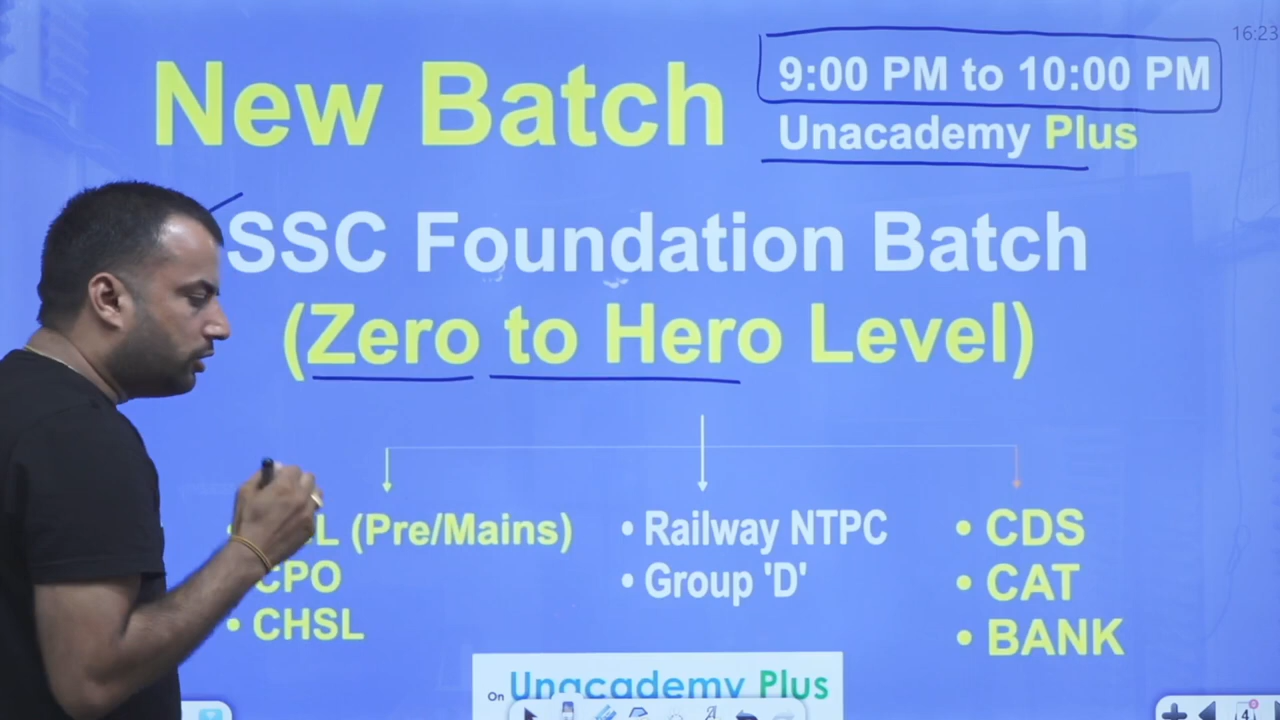 16:23
New Batch
9:00 PM to 10:00 PM
Unacademy Plus
SSC Foundation Batch
(Zero to Hero Level)
(Pre/Mains)
• CPO
• CHSL
• Railway NTPC
• Group 'D'
• CDS
• CAT
• BANK
On Unacademy Plus
4